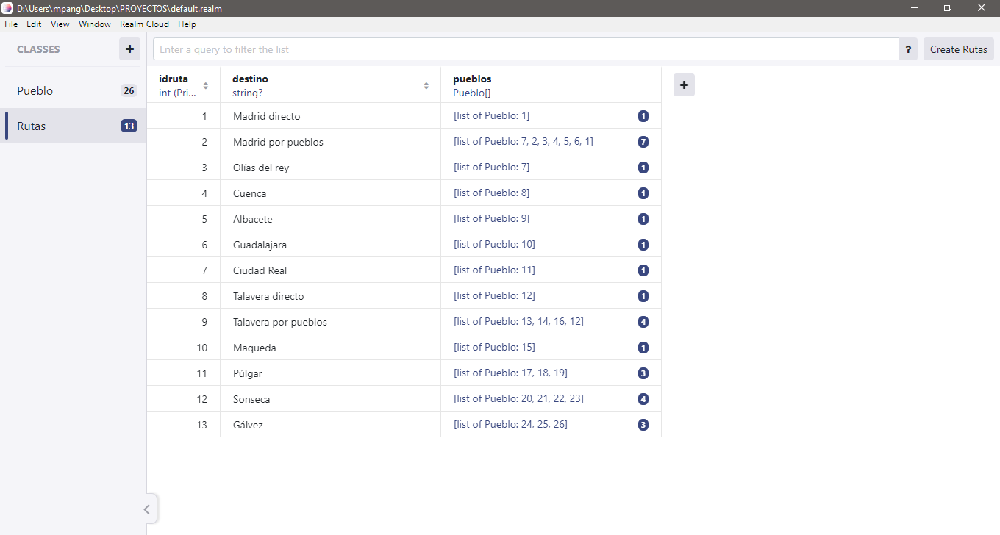 D:\Users\mpang\Desktop\PROYECTOS\default.realm
File Edit View Window Realm Cloud Help
CLASSES
Pueblo 26
Rutas 13
Enter a query to filter the list ? Create Rutas
idruta destino pueblos
int (Pri... string? Pueblo[]
1 Madrid directo [list of Pueblo: 1] 1
2 Madrid por pueblos [list of Pueblo: 7, 2, 3, 4, 5, 6, 1] 7
3 Olías del rey [list of Pueblo: 7] 1
4 Cuenca [list of Pueblo: 8] 1
5 Albacete [list of Pueblo: 9] 1
6 Guadalajara [list of Pueblo: 10] 1
7 Ciudad Real [list of Pueblo: 11] 1
8 Talavera directo [list of Pueblo: 12] 1
9 Talavera por pueblos [list of Pueblo: 13, 14, 16, 12] 4
10 Maqueda [list of Pueblo: 15] 1
11 Púlgar [list of Pueblo: 17, 18, 19] 3
12 Sonseca [list of Pueblo: 20, 21, 22, 23] 4
13 Gálvez [list of Pueblo: 24, 25, 26] 3